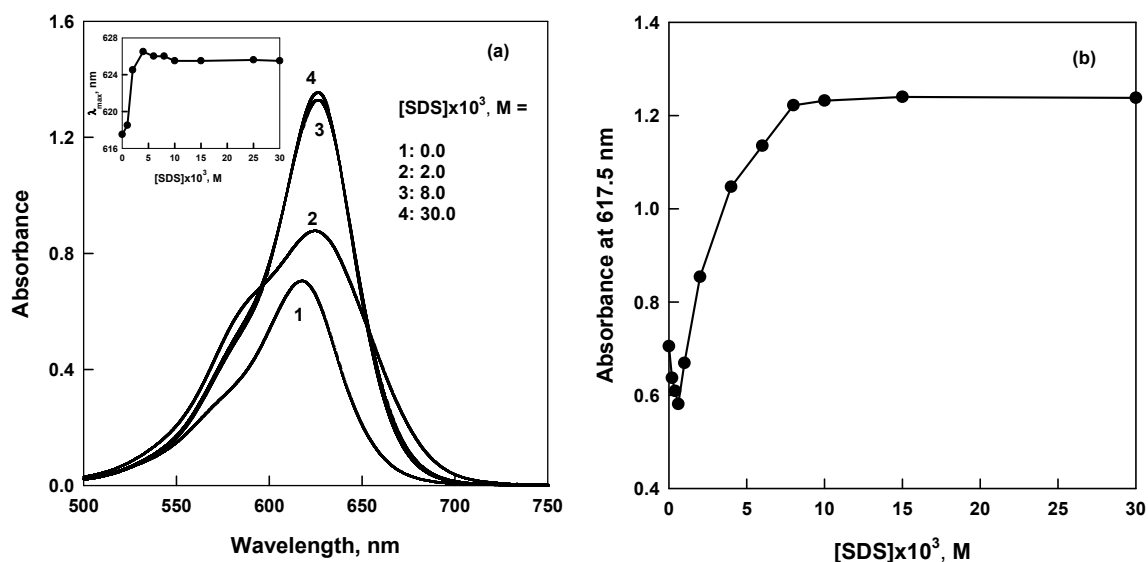 (a)
1.6
1.2
0.8
0.4
0.0
Absorbance
500 550 600 650 700 750
Wavelength, nm
628
624
620
616
λmax, nm
0 5 10 15 20 25 30
[SDS]x10³, M
4
3
2
1
[SDS]x10³, M =
1: 0.0
2: 2.0
3: 8.0
4: 30.0
(b)
1.4
1.2
1.0
0.8
0.6
0.4
Absorbance at 617.5 nm
0 5 10 15 20 25 30
[SDS]x10³, M